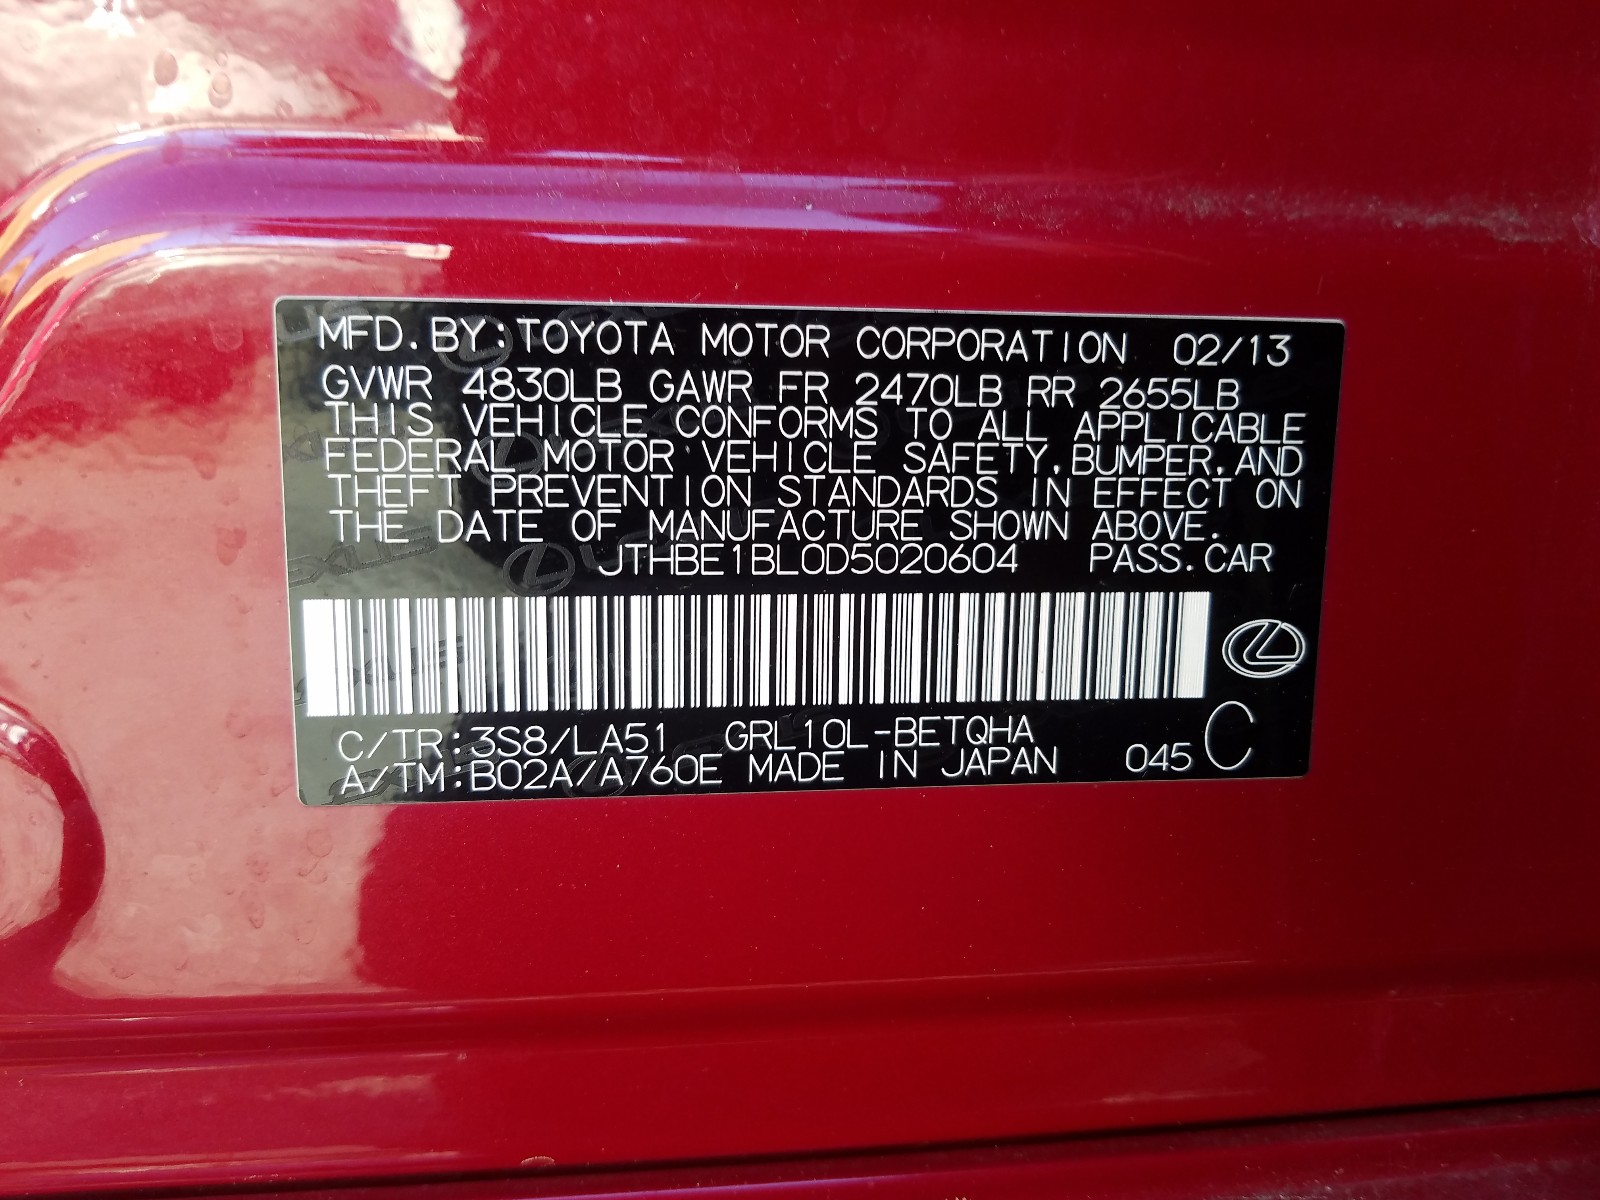 MFD.BY:TOYOTA MOTOR CORPORATION 02/13
GVWR 4830LB GAWR FR 2470LB RR 2655LB
THIS VEHICLE CONFORMS TO ALL APPLICABLE
FEDERAL MOTOR VEHICLE SAFETY,BUMPER,AND
THEFT PREVENTION STANDARDS IN EFFECT ON
THE DATE OF MANUFACTURE SHOWN ABOVE.
JTHBE1BL0D5020604 PASS.CAR
C/TR:3S8/LA51 GRL10L-BETQHA
A/TM:B02A/A760E MADE IN JAPAN 045 C